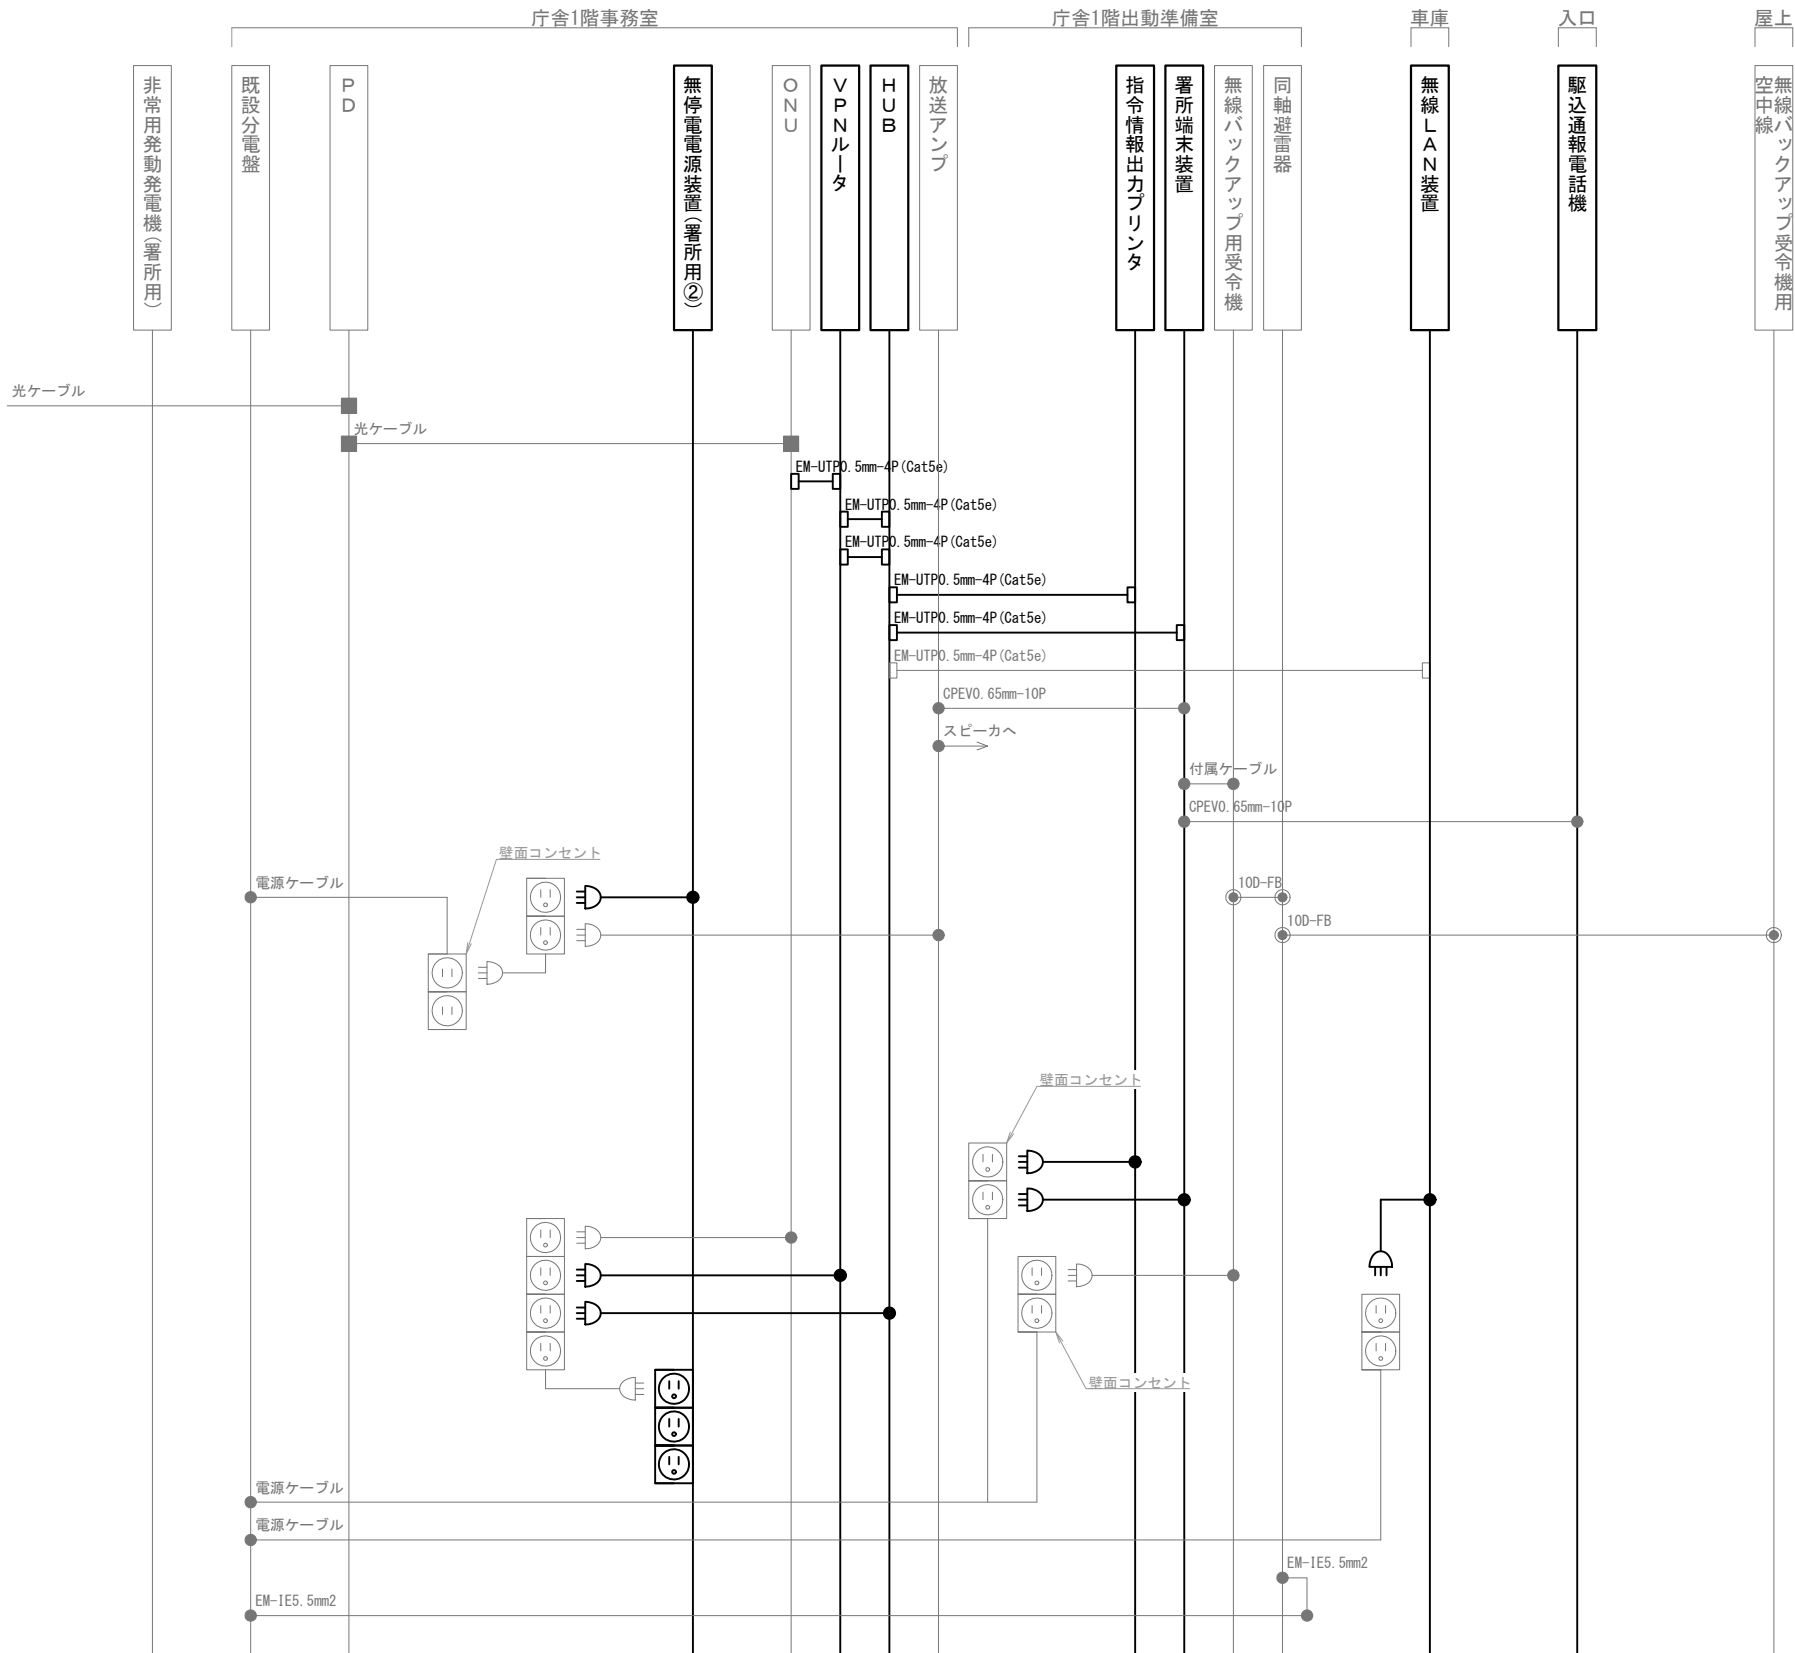 庁舎1階事務室
庁舎1階出動準備室
車庫
入口
屋上
非常用発動発電機(署所用)
既設分電盤
PD
無停電電源装置(署所用②)
ONU
VPNルータ
HUB
放送アンプ
指令情報出力プリンタ
署所端末装置
無線バックアップ用受令機
同軸避雷器
無線LAN装置
駆込通報電話機
無線バックアップ受令機用
空中線
光ケーブル
光ケーブル
EM-UTP0.5mm-4P(Cat5e)
EM-UTP0.5mm-4P(Cat5e)
EM-UTP0.5mm-4P(Cat5e)
EM-UTP0.5mm-4P(Cat5e)
EM-UTP0.5mm-4P(Cat5e)
EM-UTP0.5mm-4P(Cat5e)
CPEV0.65mm-10P
スピーカへ
付属ケーブル
CPEV0.65mm-10P
壁面コンセント
電源ケーブル
10D-FB
10D-FB
壁面コンセント
壁面コンセント
電源ケーブル
電源ケーブル
EM-IE5.5mm2
EM-IE5.5mm2